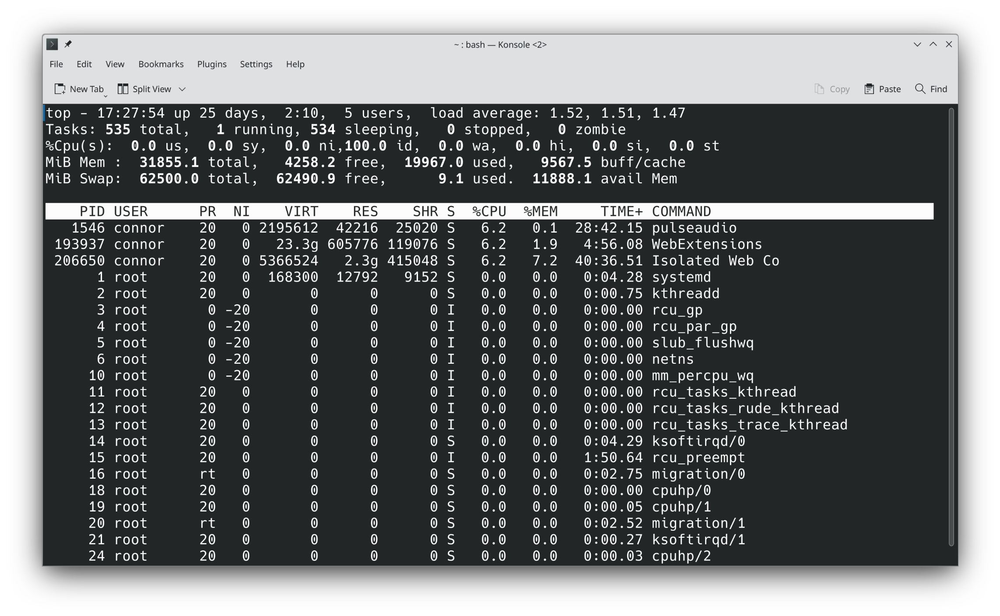 ~ : bash — Konsole <2>
File Edit View Bookmarks Plugins Settings Help
New Tab Split View Copy Paste Find
top - 17:27:54 up 25 days,  2:10,  5 users,  load average: 1.52, 1.51, 1.47
Tasks: 535 total,   1 running, 534 sleeping,   0 stopped,   0 zombie
%Cpu(s):  0.0 us,  0.0 sy,  0.0 ni,100.0 id,  0.0 wa,  0.0 hi,  0.0 si,  0.0 st
MiB Mem :  31855.1 total,   4258.2 free,  19967.0 used,   9567.5 buff/cache
MiB Swap:  62500.0 total,  62490.9 free,      9.1 used.  11888.1 avail Mem
    PID USER      PR  NI    VIRT    RES    SHR S  %CPU  %MEM     TIME+ COMMAND
   1546 connor    20   0 2195612  42216  25020 S   6.2   0.1  28:42.15 pulseaudio
 193937 connor    20   0   23.3g 605776 119076 S   6.2   1.9   4:56.08 WebExtensions
 206650 connor    20   0 5366524   2.3g 415048 S   6.2   7.2  40:36.51 Isolated Web Co
      1 root      20   0  168300  12792   9152 S   0.0   0.0   0:04.28 systemd
      2 root      20   0       0      0      0 S   0.0   0.0   0:00.75 kthreadd
      3 root       0 -20       0      0      0 I   0.0   0.0   0:00.00 rcu_gp
      4 root       0 -20       0      0      0 I   0.0   0.0   0:00.00 rcu_par_gp
      5 root       0 -20       0      0      0 I   0.0   0.0   0:00.00 slub_flushwq
      6 root       0 -20       0      0      0 I   0.0   0.0   0:00.00 netns
     10 root       0 -20       0      0      0 I   0.0   0.0   0:00.00 mm_percpu_wq
     11 root      20   0       0      0      0 I   0.0   0.0   0:00.00 rcu_tasks_kthread
     12 root      20   0       0      0      0 I   0.0   0.0   0:00.00 rcu_tasks_rude_kthread
     13 root      20   0       0      0      0 I   0.0   0.0   0:00.00 rcu_tasks_trace_kthread
     14 root      20   0       0      0      0 S   0.0   0.0   0:04.29 ksoftirqd/0
     15 root      20   0       0      0      0 I   0.0   0.0   1:50.64 rcu_preempt
     16 root      rt   0       0      0      0 S   0.0   0.0   0:02.75 migration/0
     18 root      20   0       0      0      0 S   0.0   0.0   0:00.00 cpuhp/0
     19 root      20   0       0      0      0 S   0.0   0.0   0:00.05 cpuhp/1
     20 root      rt   0       0      0      0 S   0.0   0.0   0:02.52 migration/1
     21 root      20   0       0      0      0 S   0.0   0.0   0:00.27 ksoftirqd/1
     24 root      20   0       0      0      0 S   0.0   0.0   0:00.03 cpuhp/2